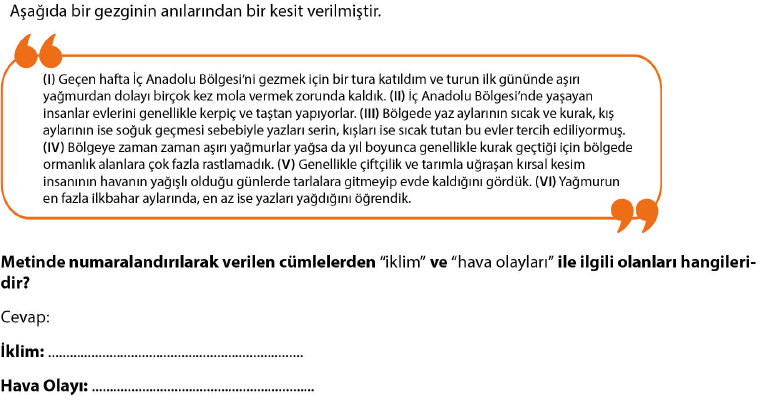 Aşağıda bir gezginin anılarından bir kesit verilmiştir.
(I) Geçen hafta İç Anadolu Bölgesi’ni gezmek için bir tura katıldım ve turun ilk gününde aşırı
yağmurdan dolayı birçok kez mola vermek zorunda kaldık. (II) İç Anadolu Bölgesi’nde yaşayan
insanlar evlerini genellikle kerpiç ve taştan yapıyorlar. (III) Bölgede yaz aylarının sıcak ve kurak, kış
aylarının ise soğuk geçmesi sebebiyle yazları serin, kışları ise sıcak tutan bu evler tercih ediliyormuş.
(IV) Bölgeye zaman zaman aşırı yağmurlar yağsa da yıl boyunca genellikle kurak geçtiği için bölgede
ormanlık alanlara çok fazla rastlamadık. (V) Genellikle çiftçilik ve tarımla uğraşan kırsal kesim
insanının havanın yağışlı olduğu günlerde tarlalara gitmeyip evde kaldığını gördük. (VI) Yağmurun
en fazla ilkbahar aylarında, en az ise yazları yağdığını öğrendik.
Metinde numaralandırılarak verilen cümlelerden “iklim” ve “hava olayları” ile ilgili olanları hangileri-
dir?
Cevap:
İklim: ......................................................................
Hava Olayı: .............................................................